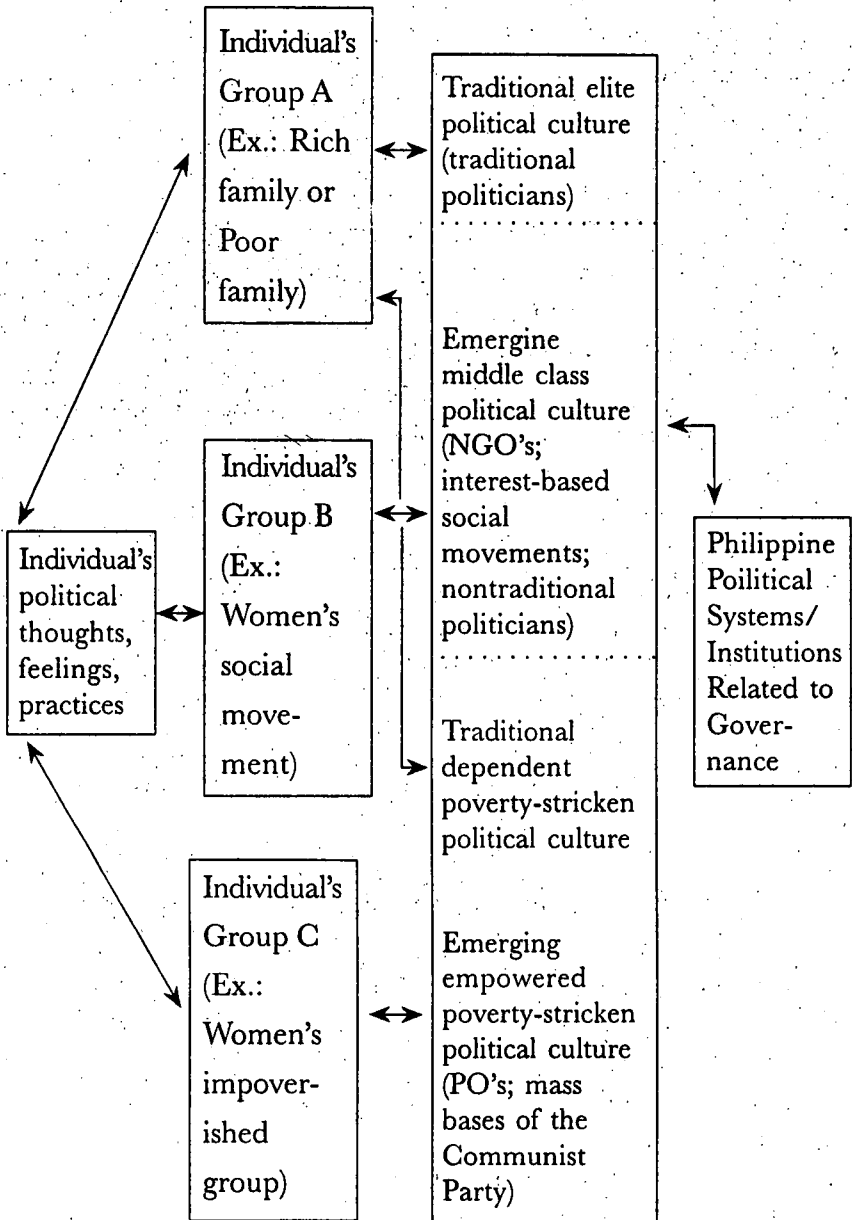 Individual's
Group A
(Ex.: Rich
family or
Poor
family)
Traditional elite
political culture
(traditional
politicians)
Emergine
middle class
political culture
(NGO's;
interest-based
social
movements;
nontraditional
politicians)
Individual's
Group B
(Ex.:
Women's
social
move-
ment)
Individual's
political
thoughts,
feelings,
practices
Philippine
Poilitical
Systems/
Institutions
Related to
Gover-
nance
Traditional
dependent
poverty-stricken
political culture
Individual's
Group C
(Ex.:
Women's
impover-
ished
group)
Emerging
empowered
poverty-stricken
political culture
(PO's; mass
bases of the
Communist
Party)